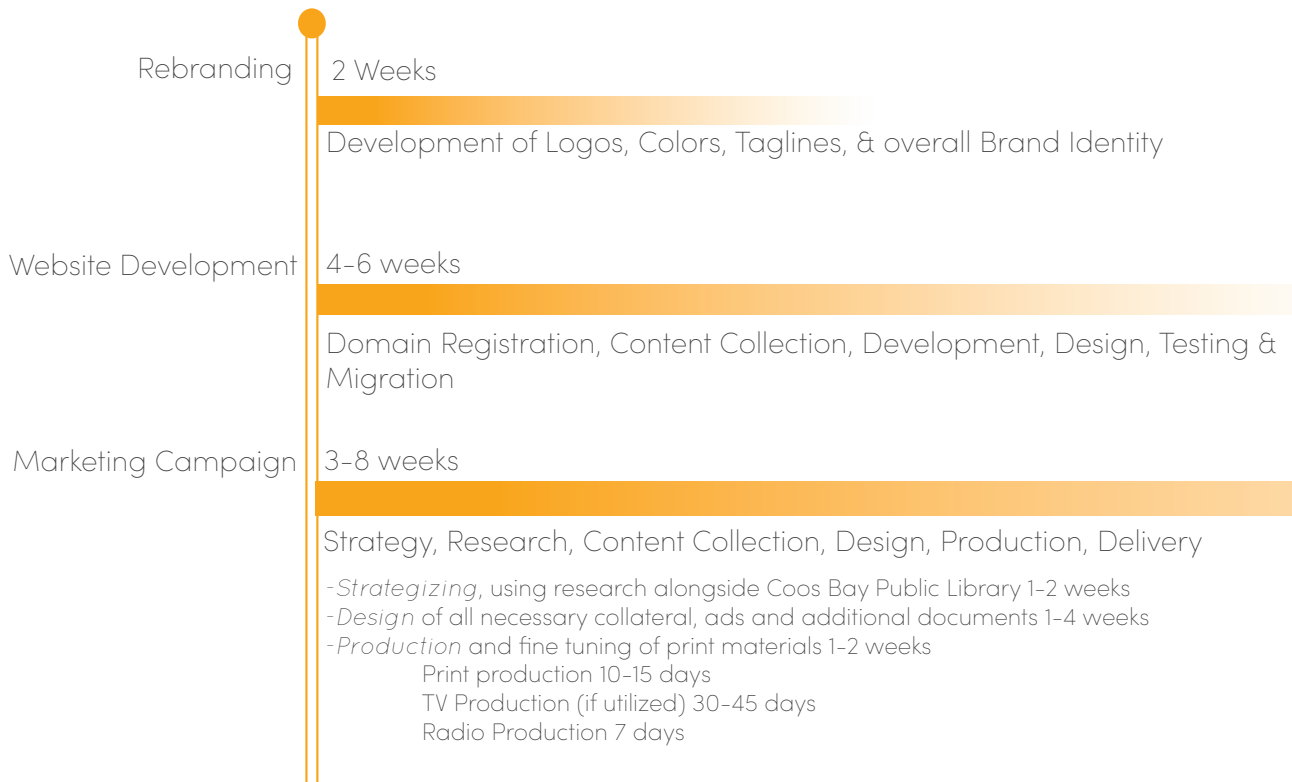 Rebranding
2 Weeks
Development of Logos, Colors, Taglines, & overall Brand Identity
Website Development
4-6 weeks
Domain Registration, Content Collection, Development, Design, Testing &
Migration
Marketing Campaign
3-8 weeks
Strategy, Research, Content Collection, Design, Production, Delivery
-Strategizing, using research alongside Coos Bay Public Library 1-2 weeks
-Design of all necessary collateral, ads and additional documents 1-4 weeks
-Production and fine tuning of print materials 1-2 weeks
Print production 10-15 days
TV Production (if utilized) 30-45 days
Radio Production 7 days